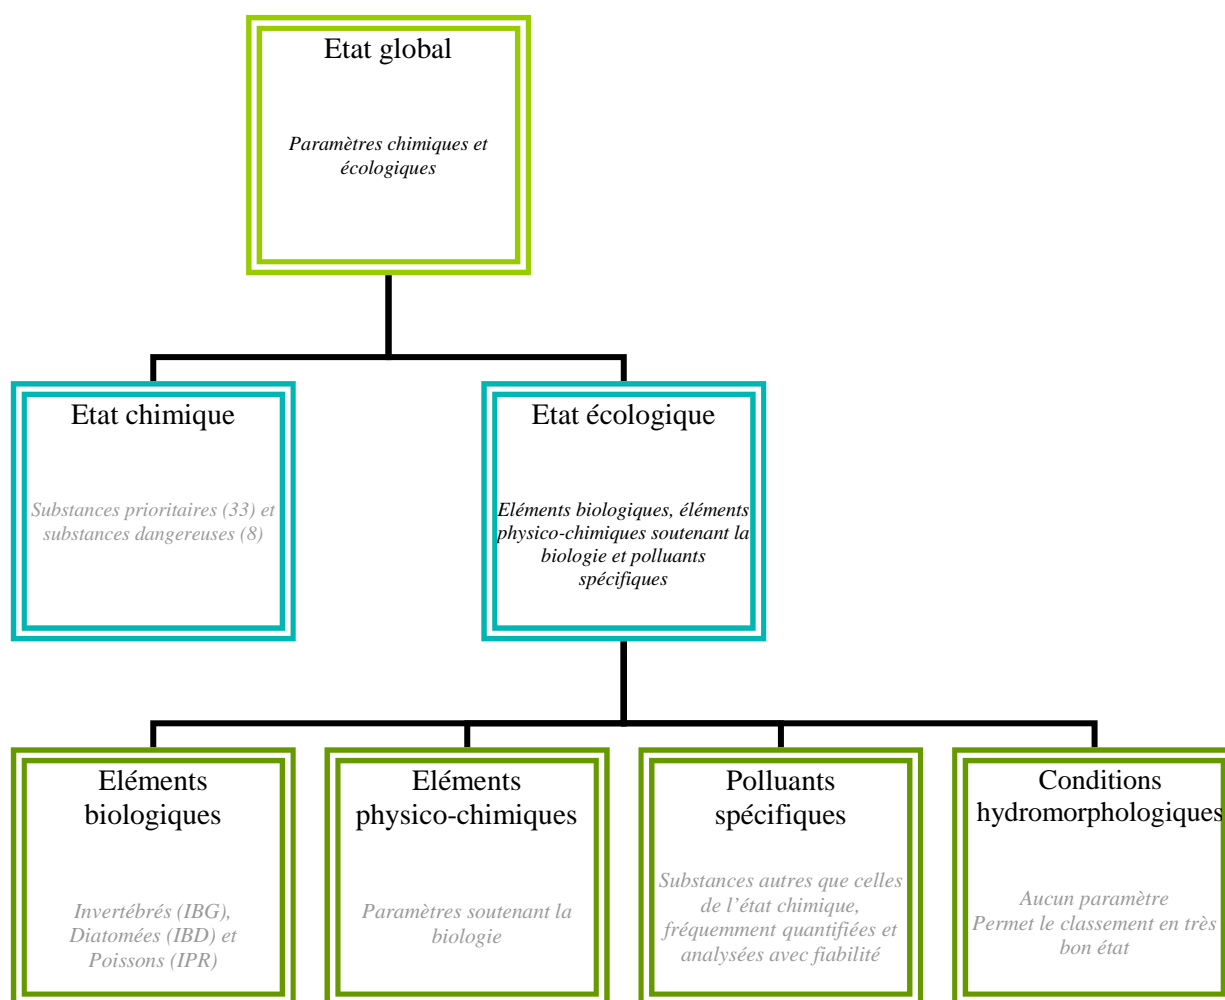 Etat global
Paramètres chimiques et
écologiques
Etat chimique
Substances prioritaires (33) et
substances dangereuses (8)
Etat écologique
Eléments biologiques, éléments
physico-chimiques soutenant la
biologie et polluants
spécifiques
Eléments
biologiques
Invertébrés (IBG),
Diatomées (IBD) et
Poissons (IPR)
Eléments
physico-chimiques
Paramètres soutenant la
biologie
Polluants
spécifiques
Substances autres que celles
de l’état chimique,
fréquemment quantifiées et
analysées avec fiabilité
Conditions
hydromorphologiques
Aucun paramètre
Permet le classement en très
bon état